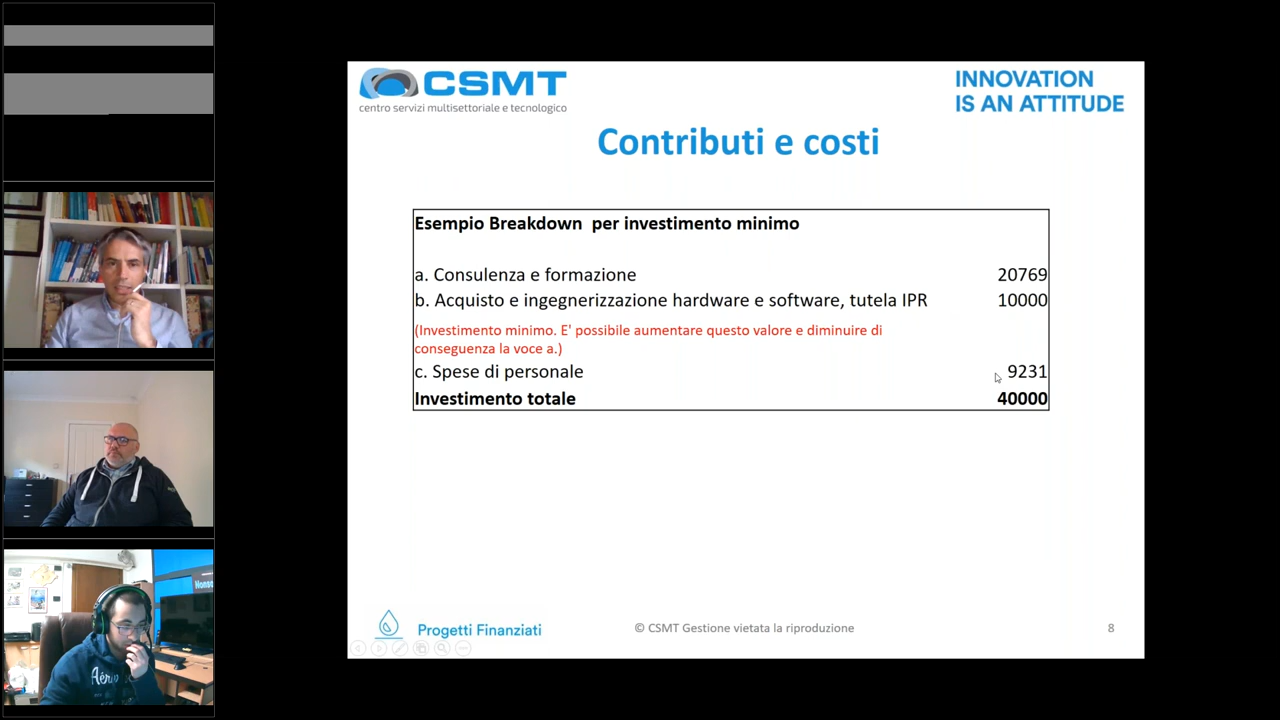 CSMT
centro servizi multisettoriale e tecnologico
INNOVATION
IS AN ATTITUDE
Contributi e costi
Esempio Breakdown per investimento minimo
a. Consulenza e formazione 20769
b. Acquisto e ingegnerizzazione hardware e software, tutela IPR 10000
(Investimento minimo. E' possibile aumentare questo valore e diminuire di
conseguenza la voce a.)
c. Spese di personale 9231
Investimento totale 40000
Progetti Finanziati
© CSMT Gestione vietata la riproduzione
8